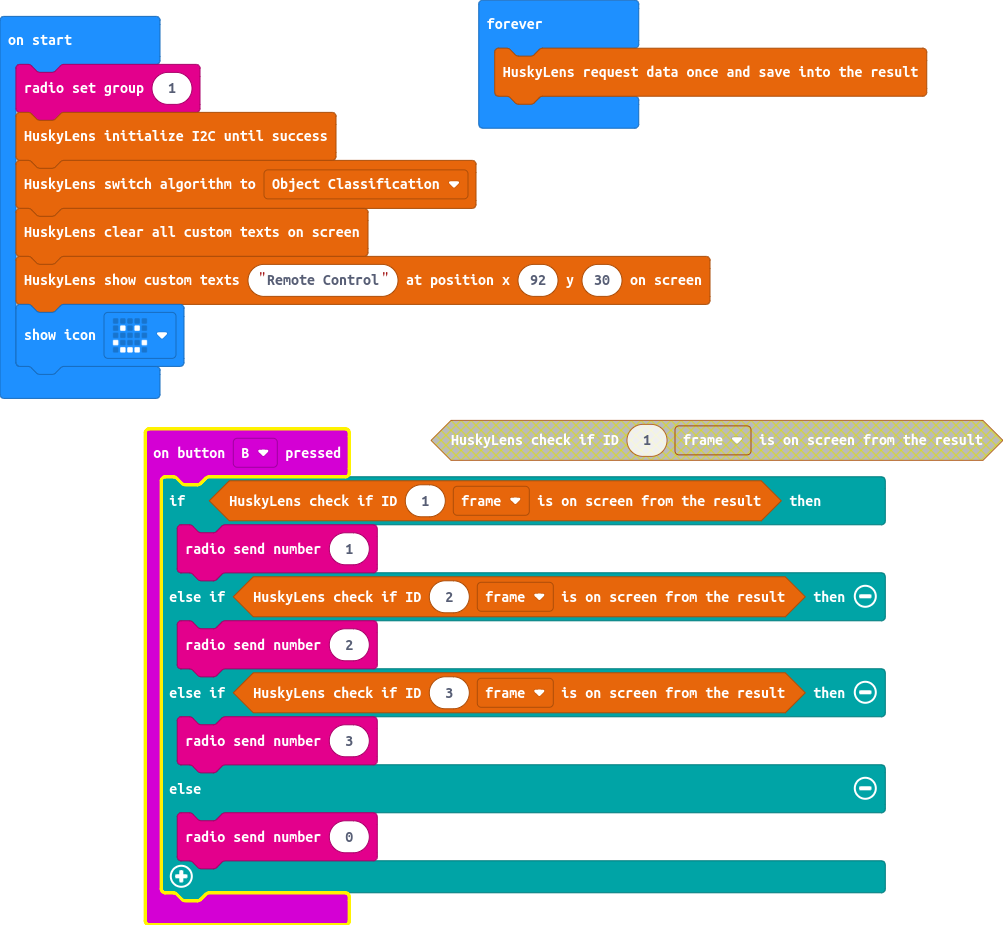 on start
radio set group 1
HuskyLens initialize I2C until success
HuskyLens switch algorithm to Object Classification
HuskyLens clear all custom texts on screen
HuskyLens show custom texts "Remote Control" at position x 92 y 30 on screen
show icon
forever
HuskyLens request data once and save into the result
HuskyLens check if ID 1 frame is on screen from the result
on button B pressed
if HuskyLens check if ID 1 frame is on screen from the result then
radio send number 1
else if HuskyLens check if ID 2 frame is on screen from the result then
radio send number 2
else if HuskyLens check if ID 3 frame is on screen from the result then
radio send number 3
else
radio send number 0